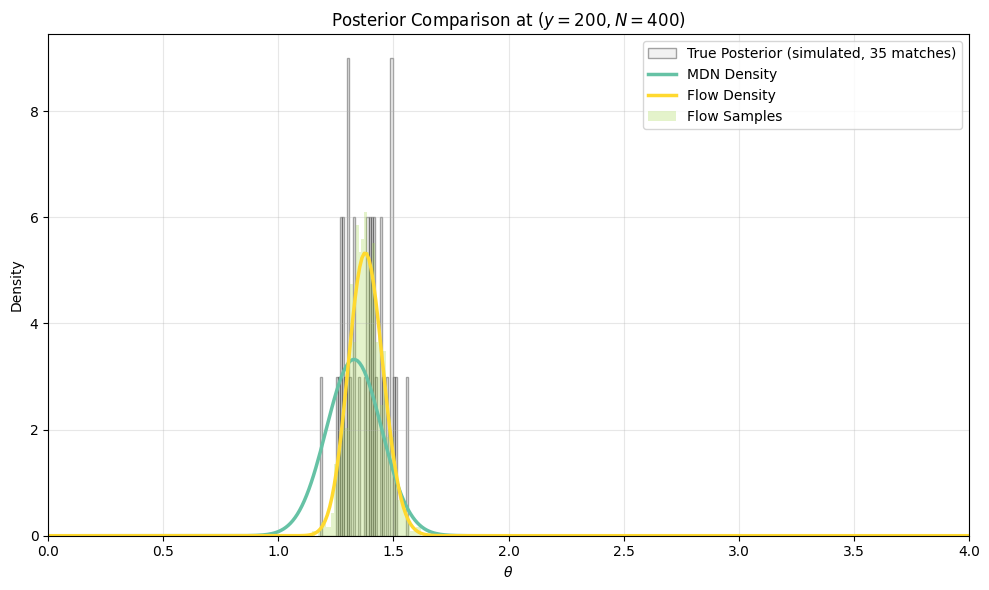 Posterior Comparison at (y = 200, N = 400)
True Posterior (simulated, 35 matches)
MDN Density
Flow Density
Flow Samples
Density
8
6
4
2
0
0.0 0.5 1.0 1.5 2.0 2.5 3.0 3.5 4.0
θ